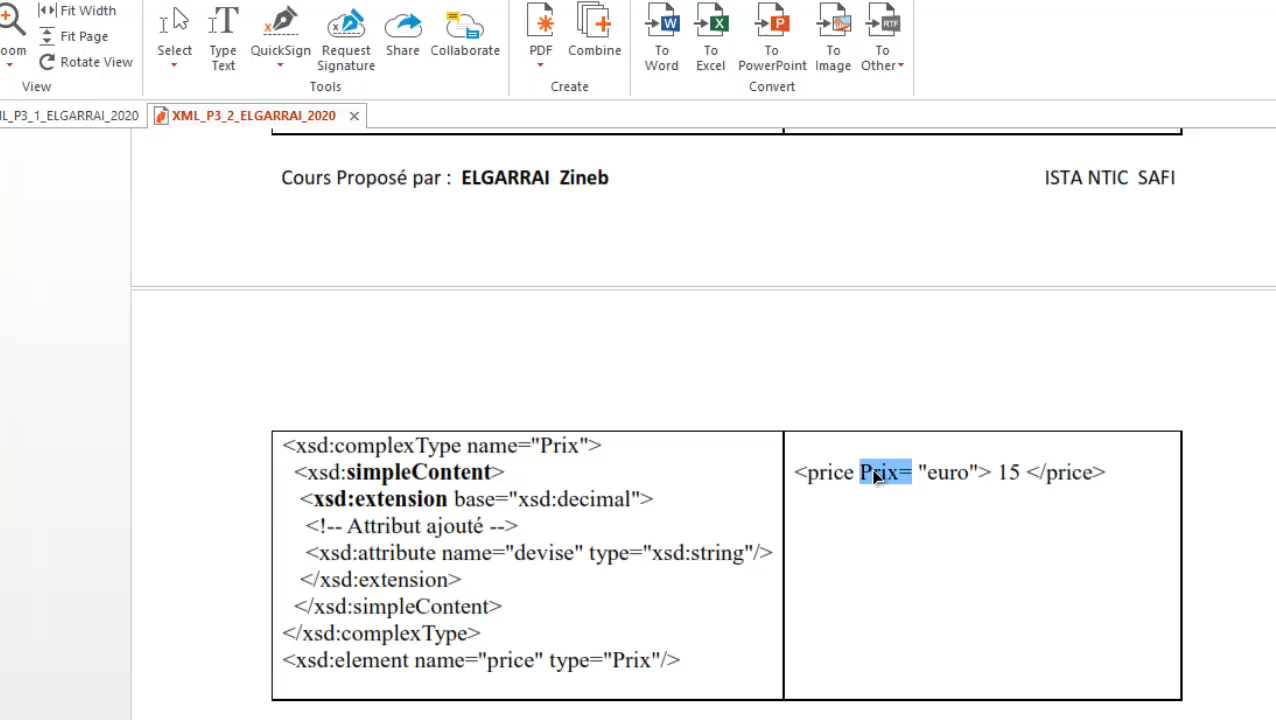 Fit Width
oom
Fit Page
Rotate View
View
Select
Type Text
QuickSign
Request Signature
Share
Collaborate
Tools
PDF
Combine
Create
To Word
To Excel
To PowerPoint
To Image
To Other
Convert
L_P3_1_ELGARRAI_2020
XML_P3_2_ELGARRAI_2020
Cours Proposé par : ELGARRAI Zineb
ISTA NTIC SAFI
<xsd:complexType name="Prix">
<xsd:simpleContent>
<xsd:extension base="xsd:decimal">
<!-- Attribut ajouté -->
<xsd:attribute name="devise" type="xsd:string"/>
</xsd:extension>
</xsd:simpleContent>
</xsd:complexType>
<xsd:element name="price" type="Prix"/>
<price Prix= "euro"> 15 </price>